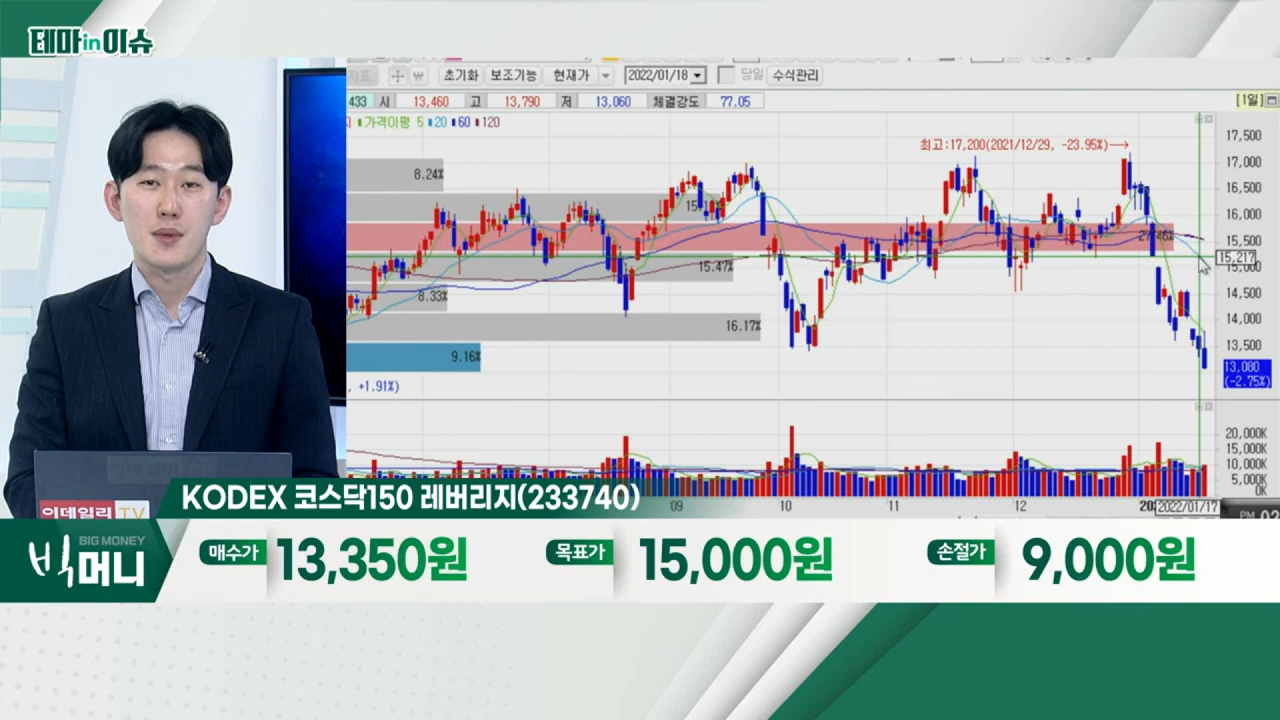 테마in이슈
초기화 보조기능 현재가 2022/01/18 당일 수식관리
433 시 13,460 고 13,790 저 13,060 체결강도 77.05
[1일]
가격이평 5 20 60 120
최고:17,200(2021/12/29, -23.95%)→
17,500
17,000
16,500
16,000
15,500
15,217
15,000
14,500
14,000
13,500
13,080
(-2.75%)
8.24%
15.47%
8.33%
16.17%
9.16%
, +1.91%)
20,000K
15,000K
10,000K
5,000K
0K
09 10 11 12 2022/01/17
이데일리 TV
KODEX 코스닥150 레버리지(233740)
BIG MONEY
빅머니
매수가 13,350원 목표가 15,000원 손절가 9,000원